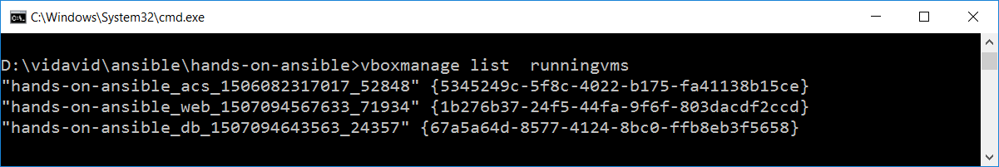 C:\Windows\System32\cmd.exe
D:\vidavid\ansible\hands-on-ansible>vboxmanage list  runningvms
"hands-on-ansible_acs_1506082317017_52848" {5345249c-5f8c-4022-b175-fa41138b15ce}
"hands-on-ansible_web_1507094567633_71934" {1b276b37-24f5-44fa-9f6f-803dacdf2ccd}
"hands-on-ansible_db_1507094643563_24357" {67a5a64d-8577-4124-8bc0-ffb8eb3f5658}